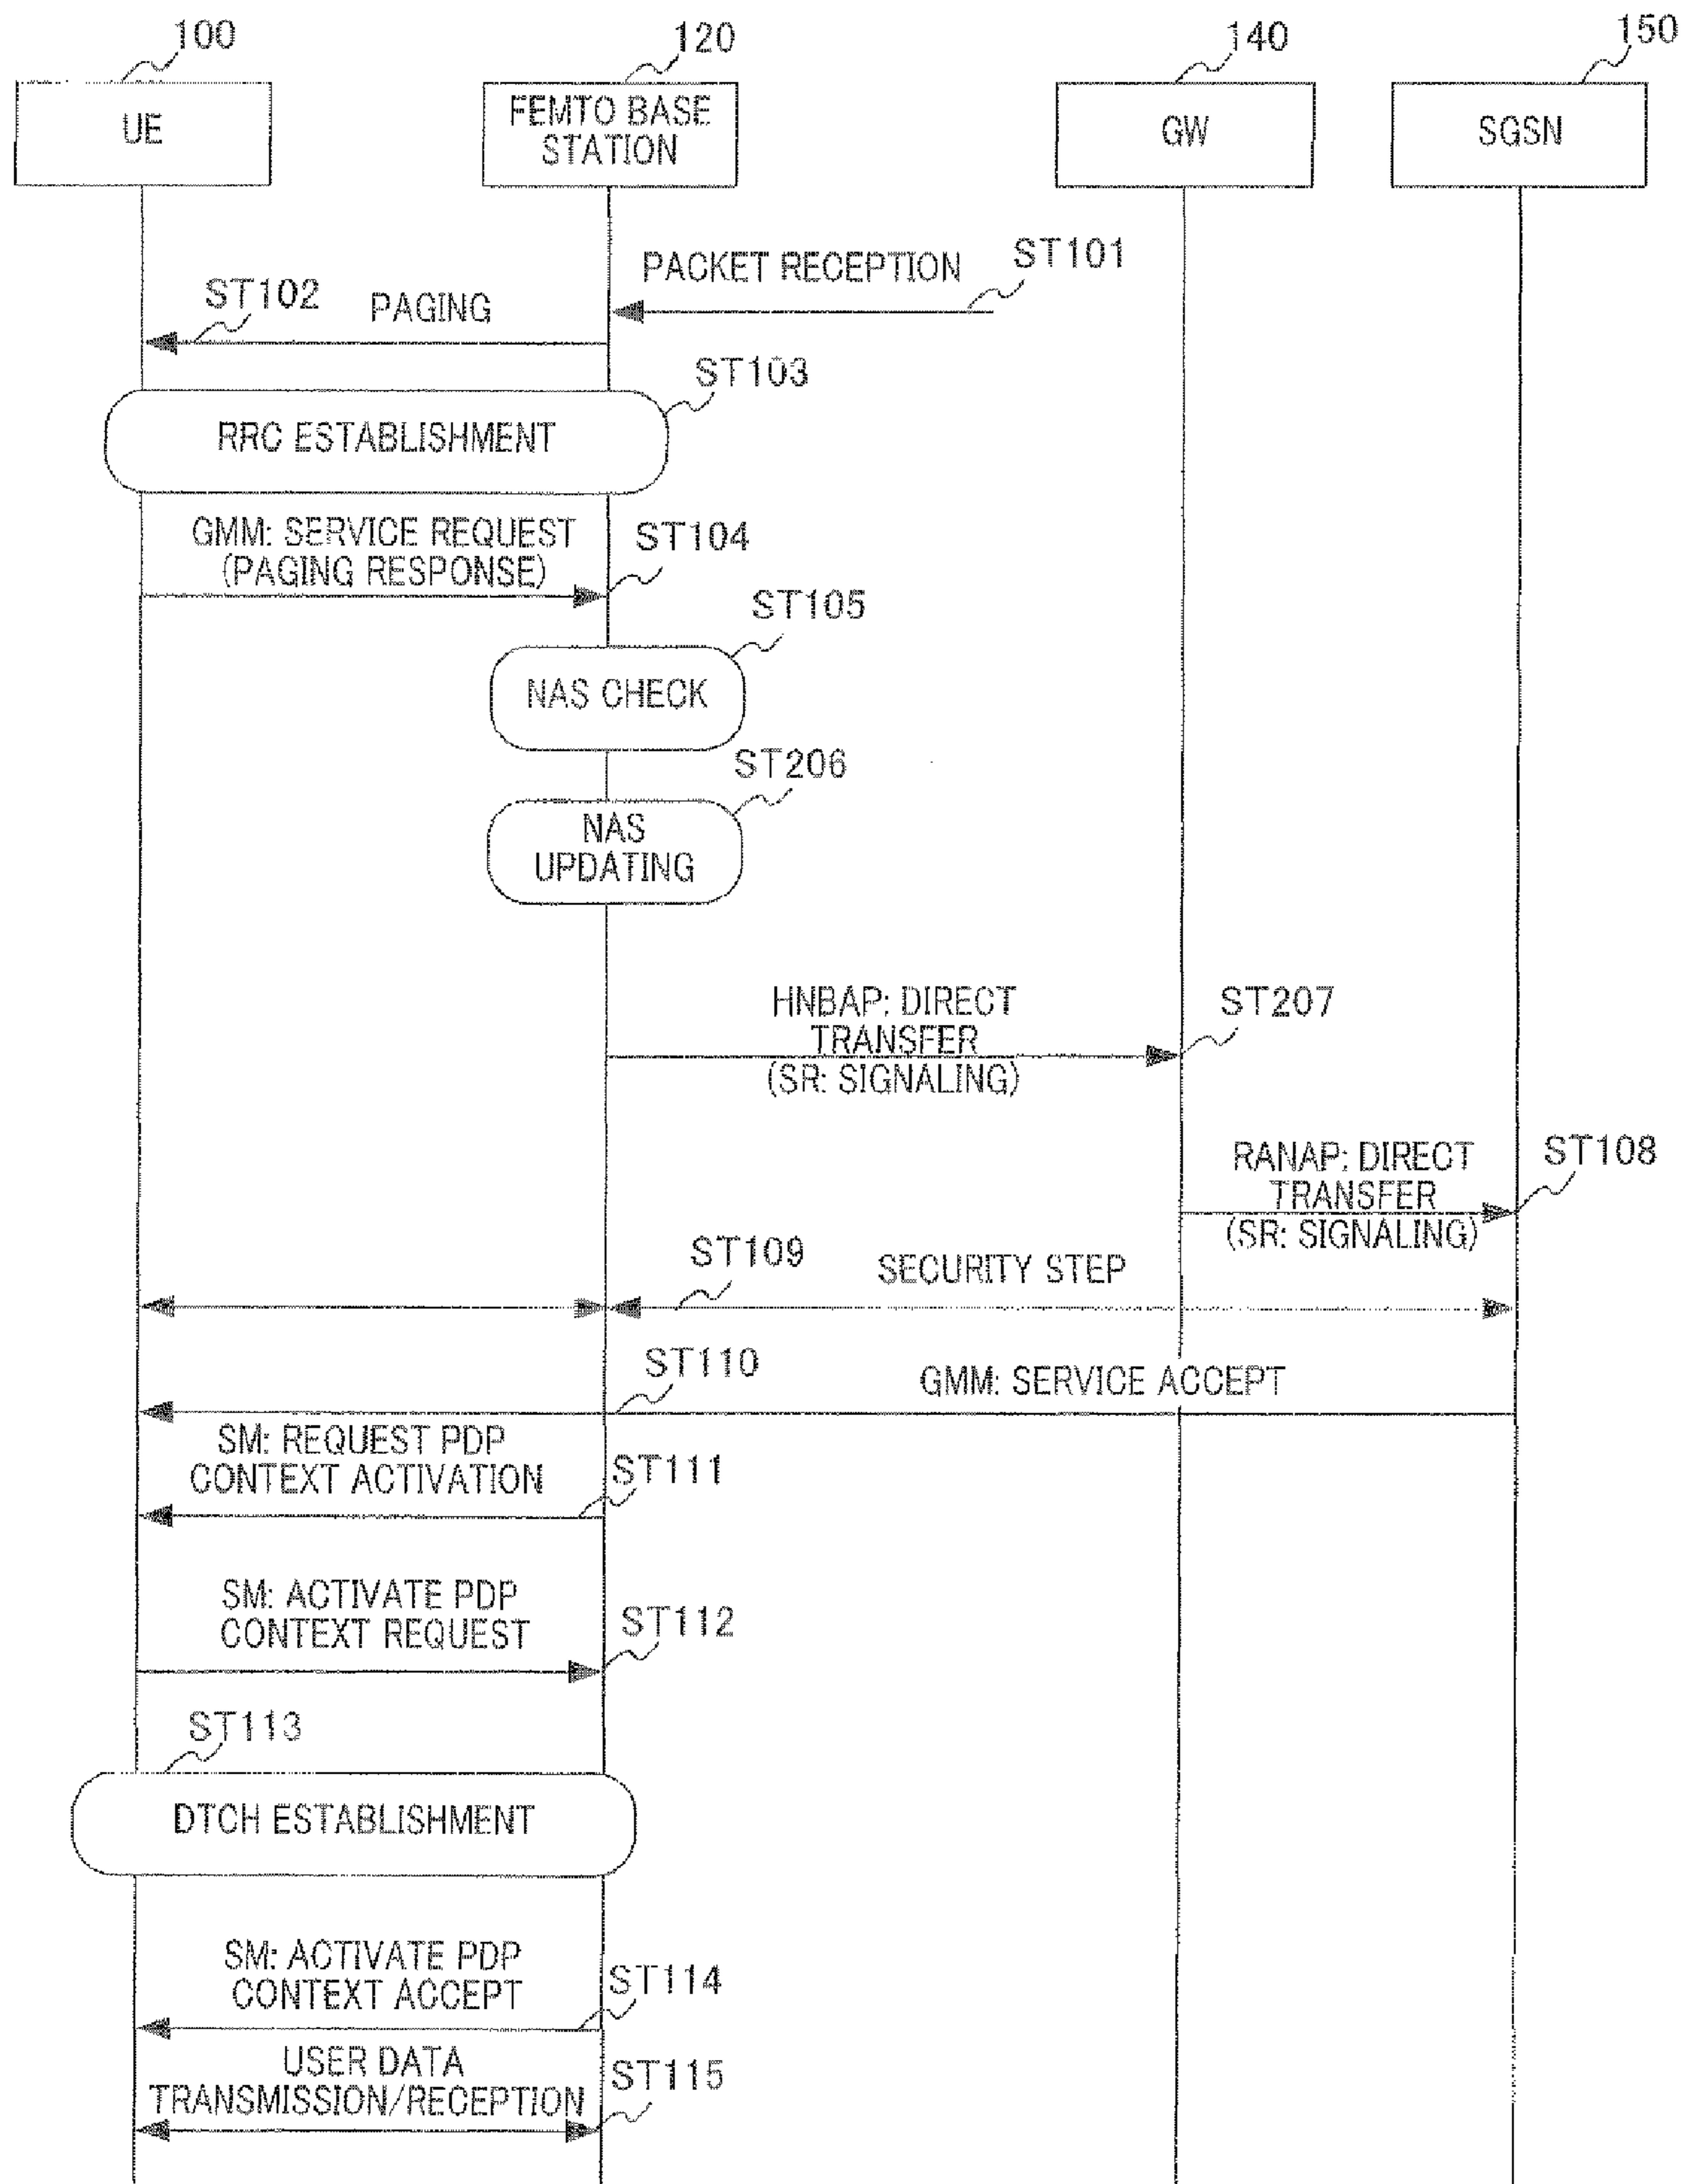 100
120
140
150
UE
FEMTO BASE
STATION
GW
SGSN
PACKET RECEPTION
ST101
ST102
PAGING
ST103
RRC ESTABLISHMENT
GMM: SERVICE REQUEST
(PAGING RESPONSE)
ST104
ST105
NAS CHECK
ST206
NAS
UPDATING
HNBAP: DIRECT
TRANSFER
(SR: SIGNALING)
ST207
RANAP: DIRECT
TRANSFER
(SR: SIGNALING)
ST108
ST109
SECURITY STEP
ST110
GMM: SERVICE ACCEPT
SM: REQUEST PDP
CONTEXT ACTIVATION
ST111
SM: ACTIVATE PDP
CONTEXT REQUEST
ST112
ST113
DTCH ESTABLISHMENT
SM: ACTIVATE PDP
CONTEXT ACCEPT
ST114
USER DATA
TRANSMISSION/RECEPTION
ST115